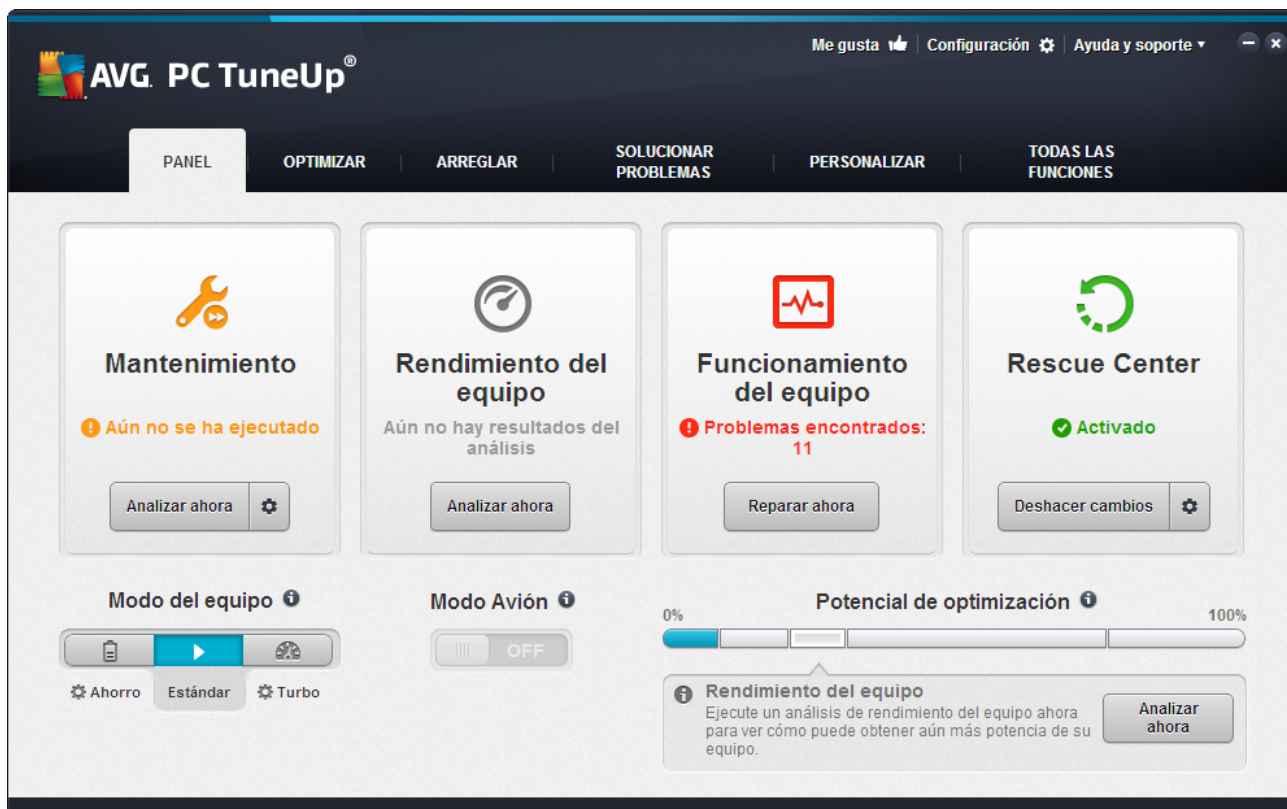 Me gusta
Configuración
Ayuda y soporte
AVG. PC TuneUp®
PANEL
OPTIMIZAR
ARREGLAR
SOLUCIONAR
PROBLEMAS
PERSONALIZAR
TODAS LAS
FUNCIONES
Mantenimiento
Aún no se ha ejecutado
Analizar ahora
Rendimiento del
equipo
Aún no hay resultados del
análisis
Analizar ahora
Funcionamiento
del equipo
Problemas encontrados:
11
Reparar ahora
Rescue Center
Activado
Deshacer cambios
Modo del equipo
Ahorro
Estándar
Turbo
Modo Avión
OFF
Potencial de optimización
0%
100%
Rendimiento del equipo
Ejecute un análisis de rendimiento del equipo ahora
para ver cómo puede obtener aún más potencia de su
equipo.
Analizar
ahora